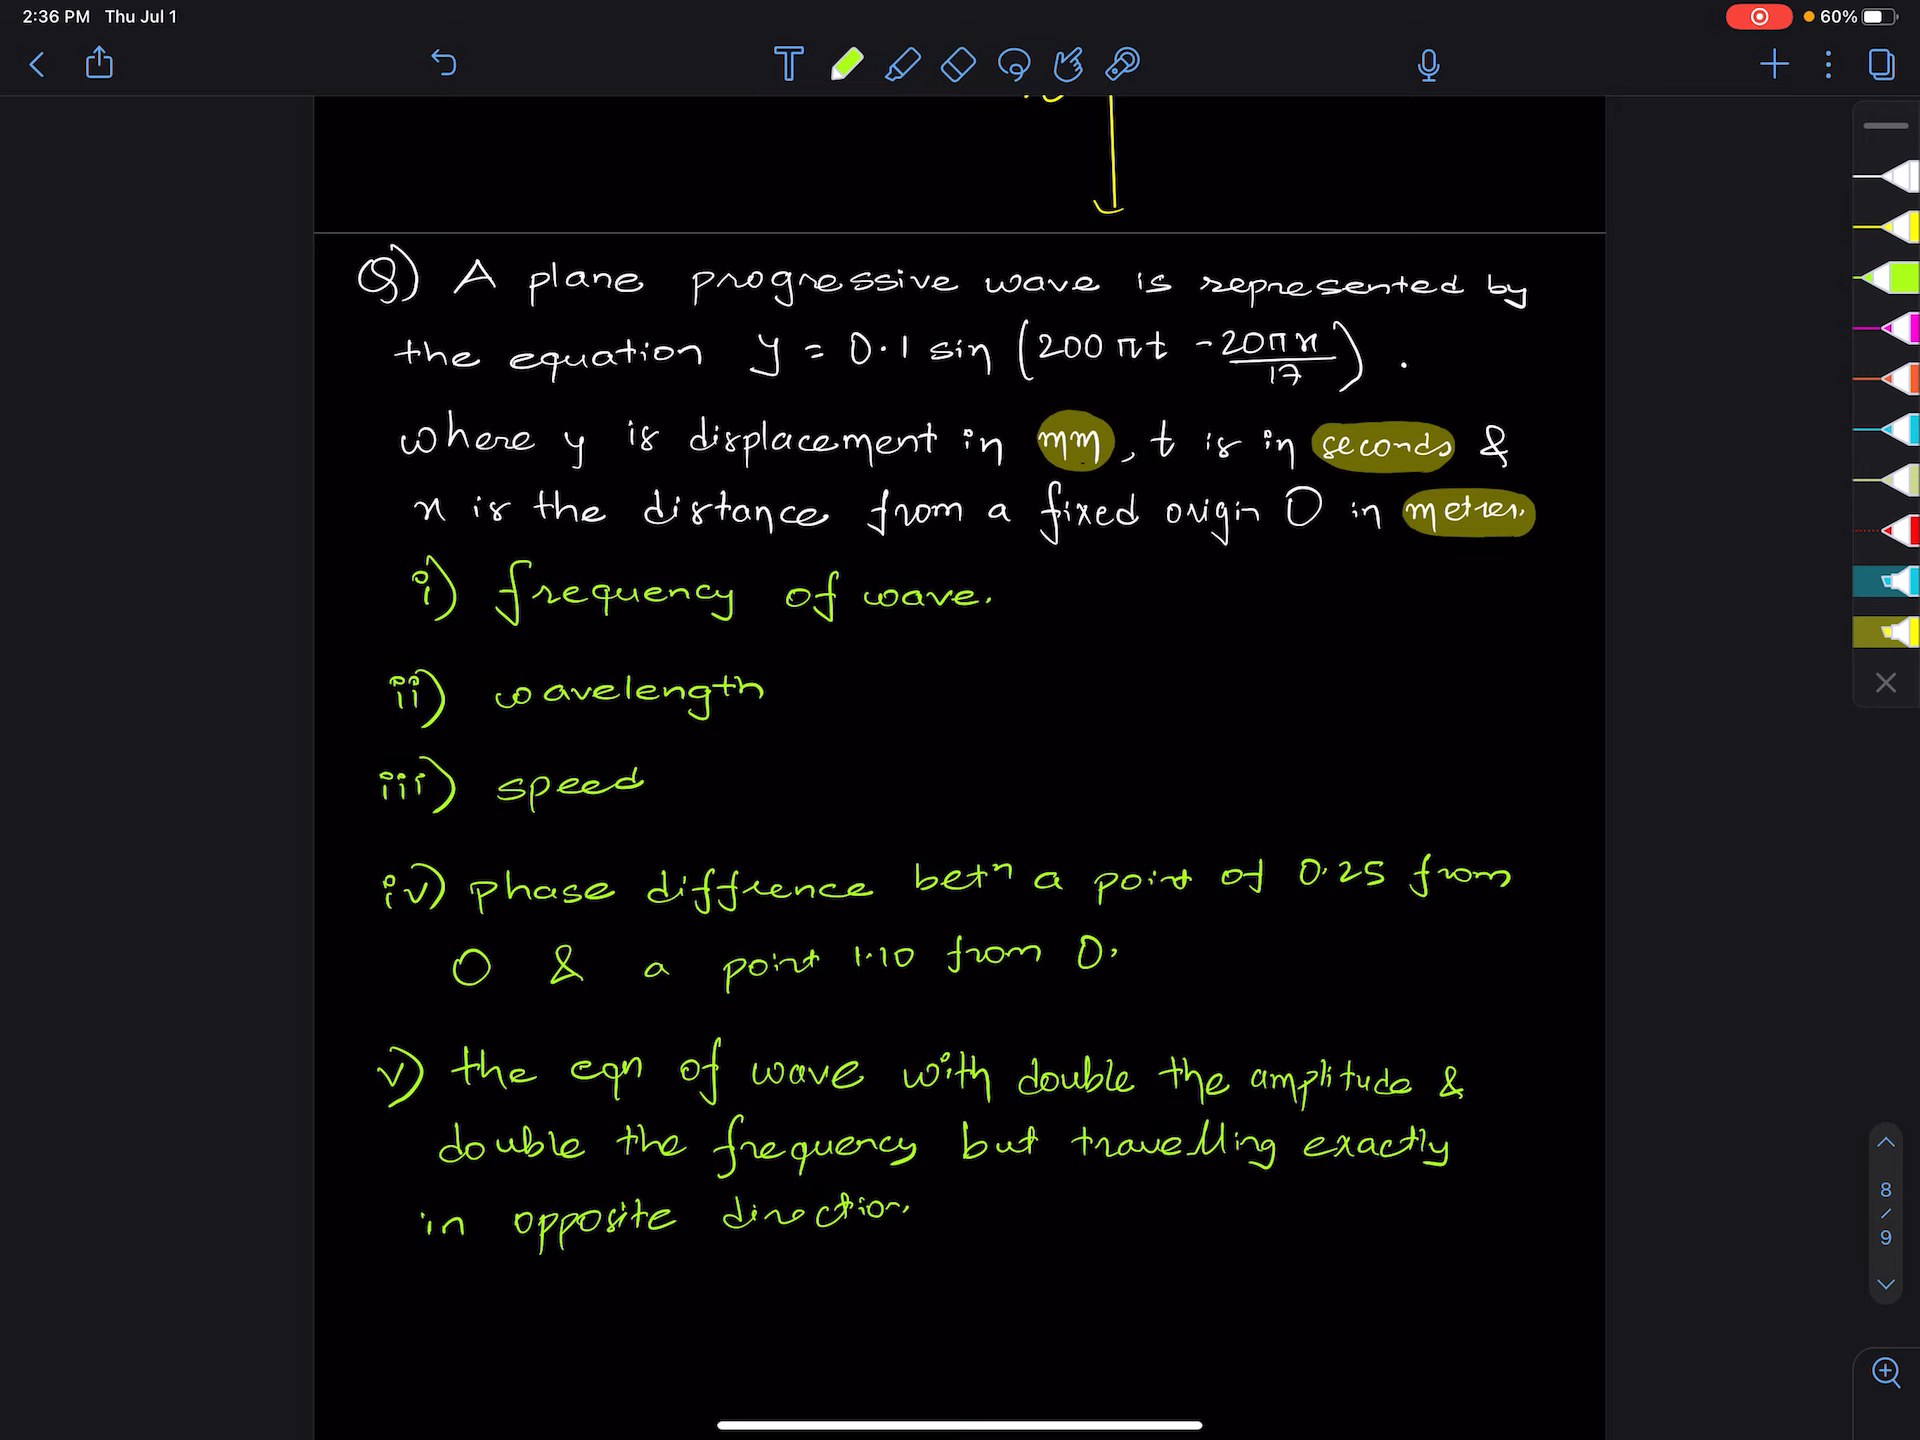 2:36 PM Thu Jul 1
60%
T
Q) A plane progressive wave is represented by
the equation y = 0.1 sin (200 πt - 20πx/17) .
where y is displacement in mm, t is in seconds &
x is the distance from a fixed origin O in metres.
i) frequency of wave.
ii) wavelength
iii) speed
iv) phase diffrence betⁿ a point of 0.25 from
O & a point 1.10 from O.
v) the eqn of wave with double the amplitude &
double the frequency but travelling exactly
in opposite direction.
8
/
9